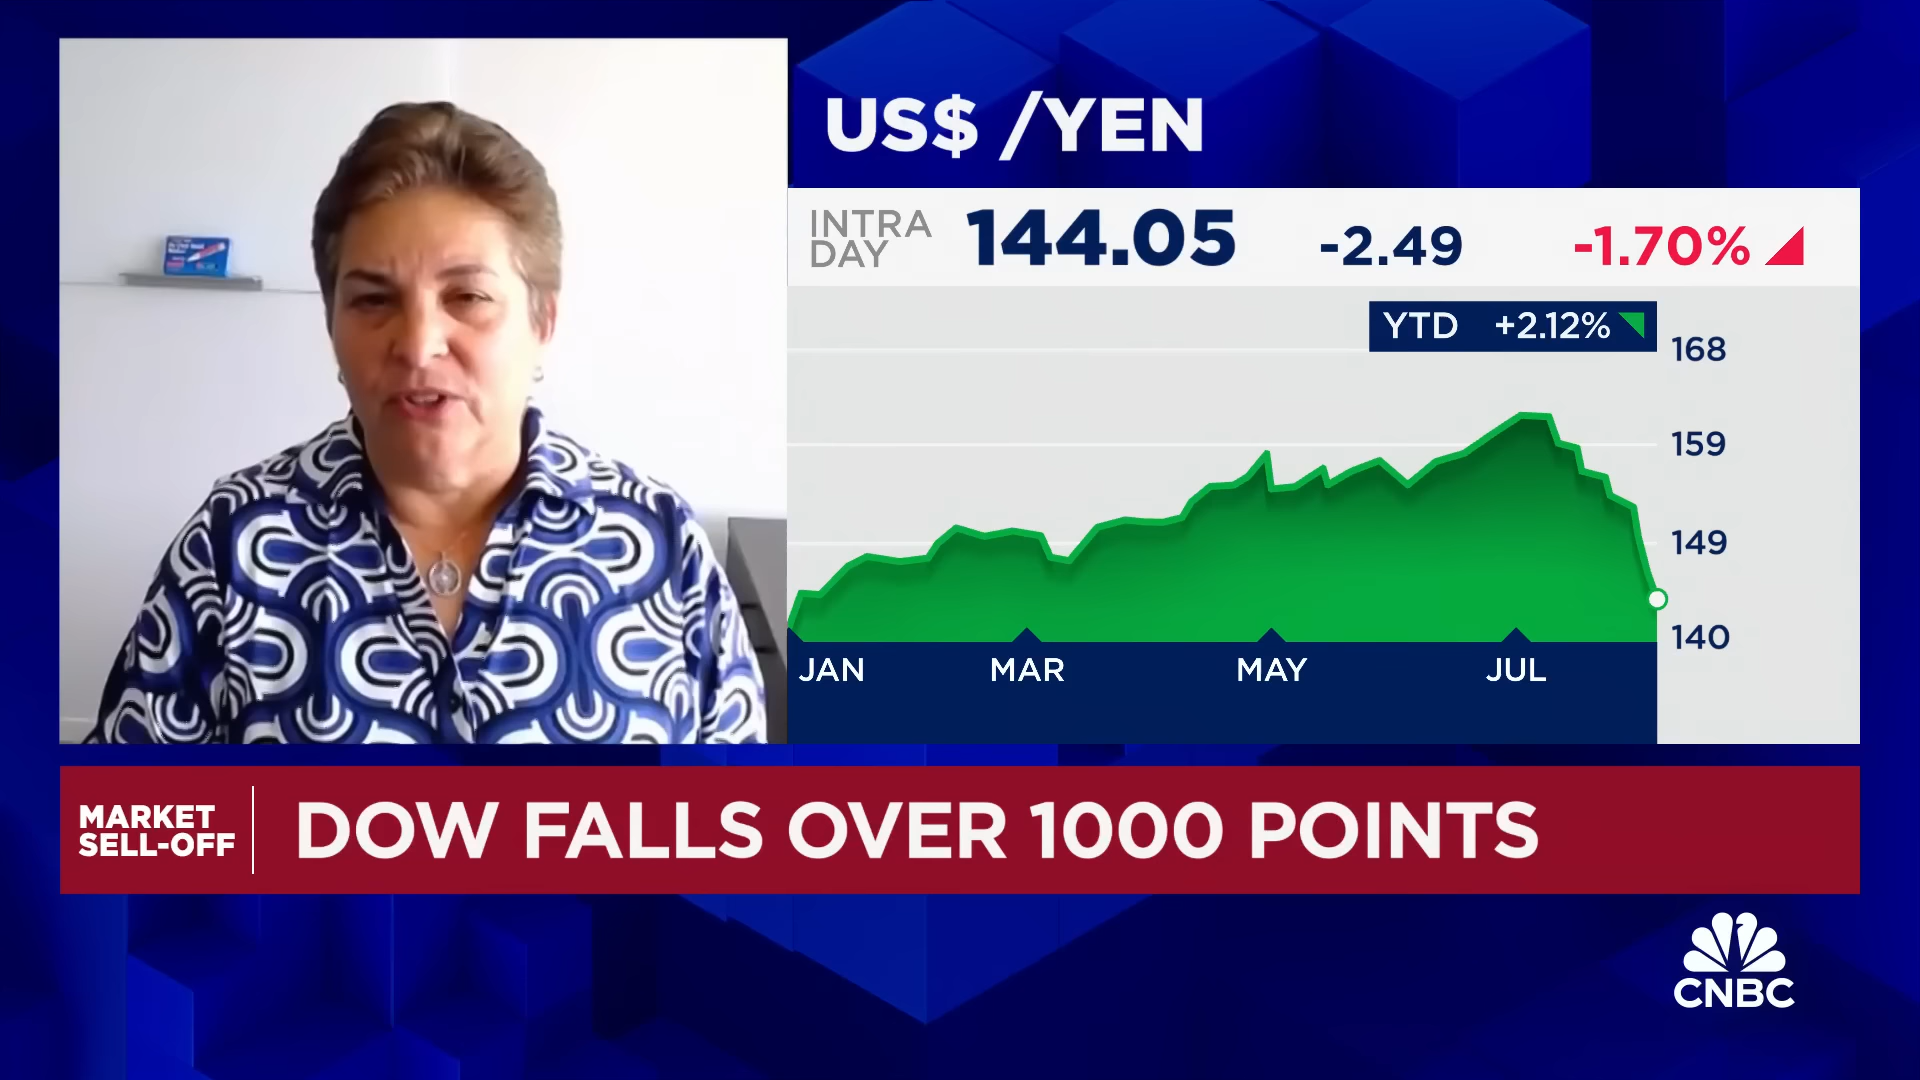 US$ /YEN
INTRA DAY
144.05 -2.49 -1.70%
YTD +2.12%
168
159
149
140
JAN MAR MAY JUL
MARKET
SELL-OFF
DOW FALLS OVER 1000 POINTS
CNBC